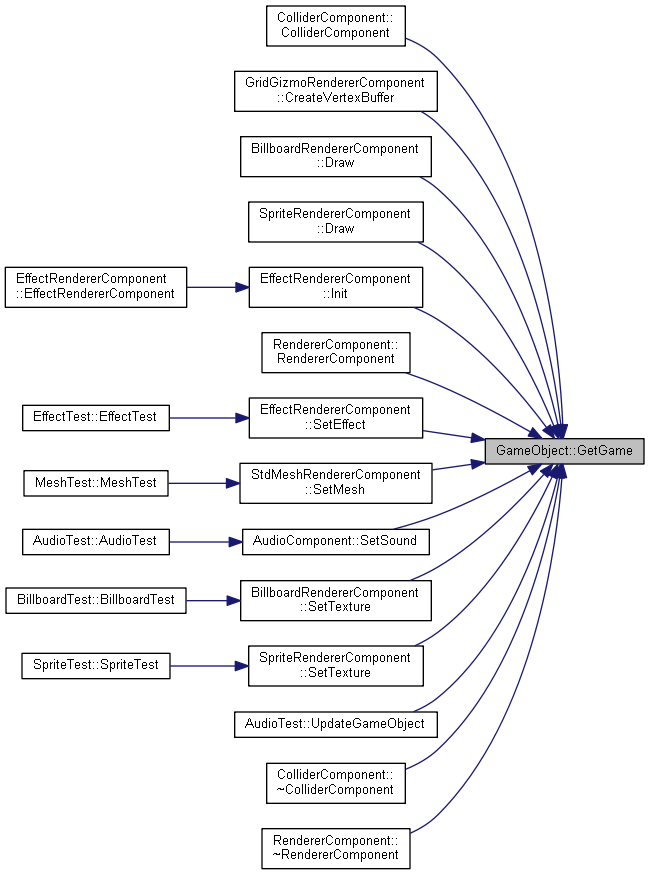 ColliderComponent::
ColliderComponent
GridGizmoRendererComponent
::CreateVertexBuffer
BillboardRendererComponent
::Draw
SpriteRendererComponent
::Draw
EffectRendererComponent
::EffectRendererComponent
EffectRendererComponent
::Init
RendererComponent::
RendererComponent
EffectTest::EffectTest
EffectRendererComponent
::SetEffect
GameObject::GetGame
MeshTest::MeshTest
StdMeshRendererComponent
::SetMesh
AudioTest::AudioTest
AudioComponent::SetSound
BillboardTest::BillboardTest
BillboardRendererComponent
::SetTexture
SpriteTest::SpriteTest
SpriteRendererComponent
::SetTexture
AudioTest::UpdateGameObject
ColliderComponent::
~ColliderComponent
RendererComponent::
~RendererComponent